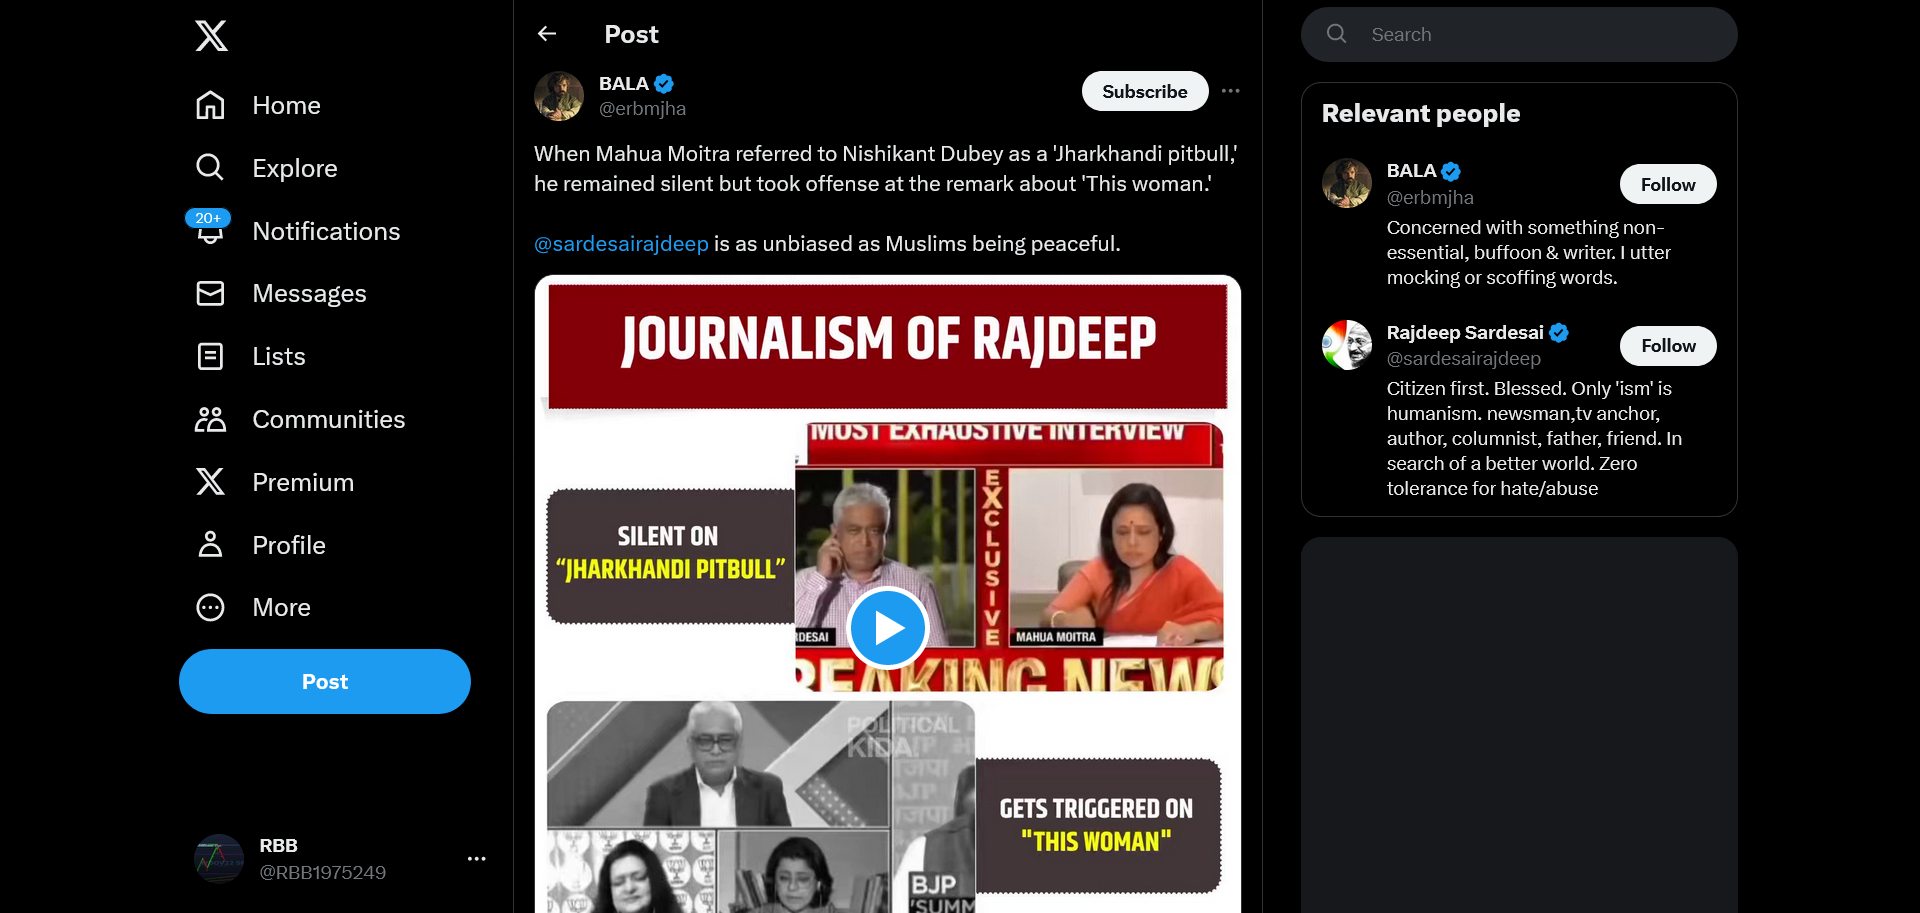 Home
Explore
20+
Notifications
Messages
Lists
Communities
Premium
Profile
More
Post
RBB
@RBB1975249
Post
BALA
@erbmjha
Subscribe
When Mahua Moitra referred to Nishikant Dubey as a 'Jharkhandi pitbull,'
he remained silent but took offense at the remark about 'This woman.'
@sardesairajdeep is as unbiased as Muslims being peaceful.
JOURNALISM OF RAJDEEP
MOST EXHAUSTIVE INTERVIEW
SILENT ON
“JHARKHANDI PITBULL”
EXCLUSIVE
RDESAI
MAHUA MOITRA
BREAKING NEWS
POLITICAL
KIDA
GETS TRIGGERED ON
"THIS WOMAN"
BJP
'SUMM
Search
Relevant people
BALA
@erbmjha
Follow
Concerned with something non-
essential, buffoon & writer. I utter
mocking or scoffing words.
Rajdeep Sardesai
@sardesairajdeep
Follow
Citizen first. Blessed. Only 'ism' is
humanism. newsman,tv anchor,
author, columnist, father, friend. In
search of a better world. Zero
tolerance for hate/abuse